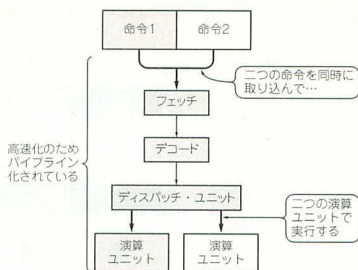 命令1
命令2
二つの命令を同時に
取り込んで…
フェッチ
高速化のため
パイプライン
化されている
デコード
ディスパッチ・ユニット
二つの演算
ユニットで
実行する
演算
ユニット
演算
ユニット